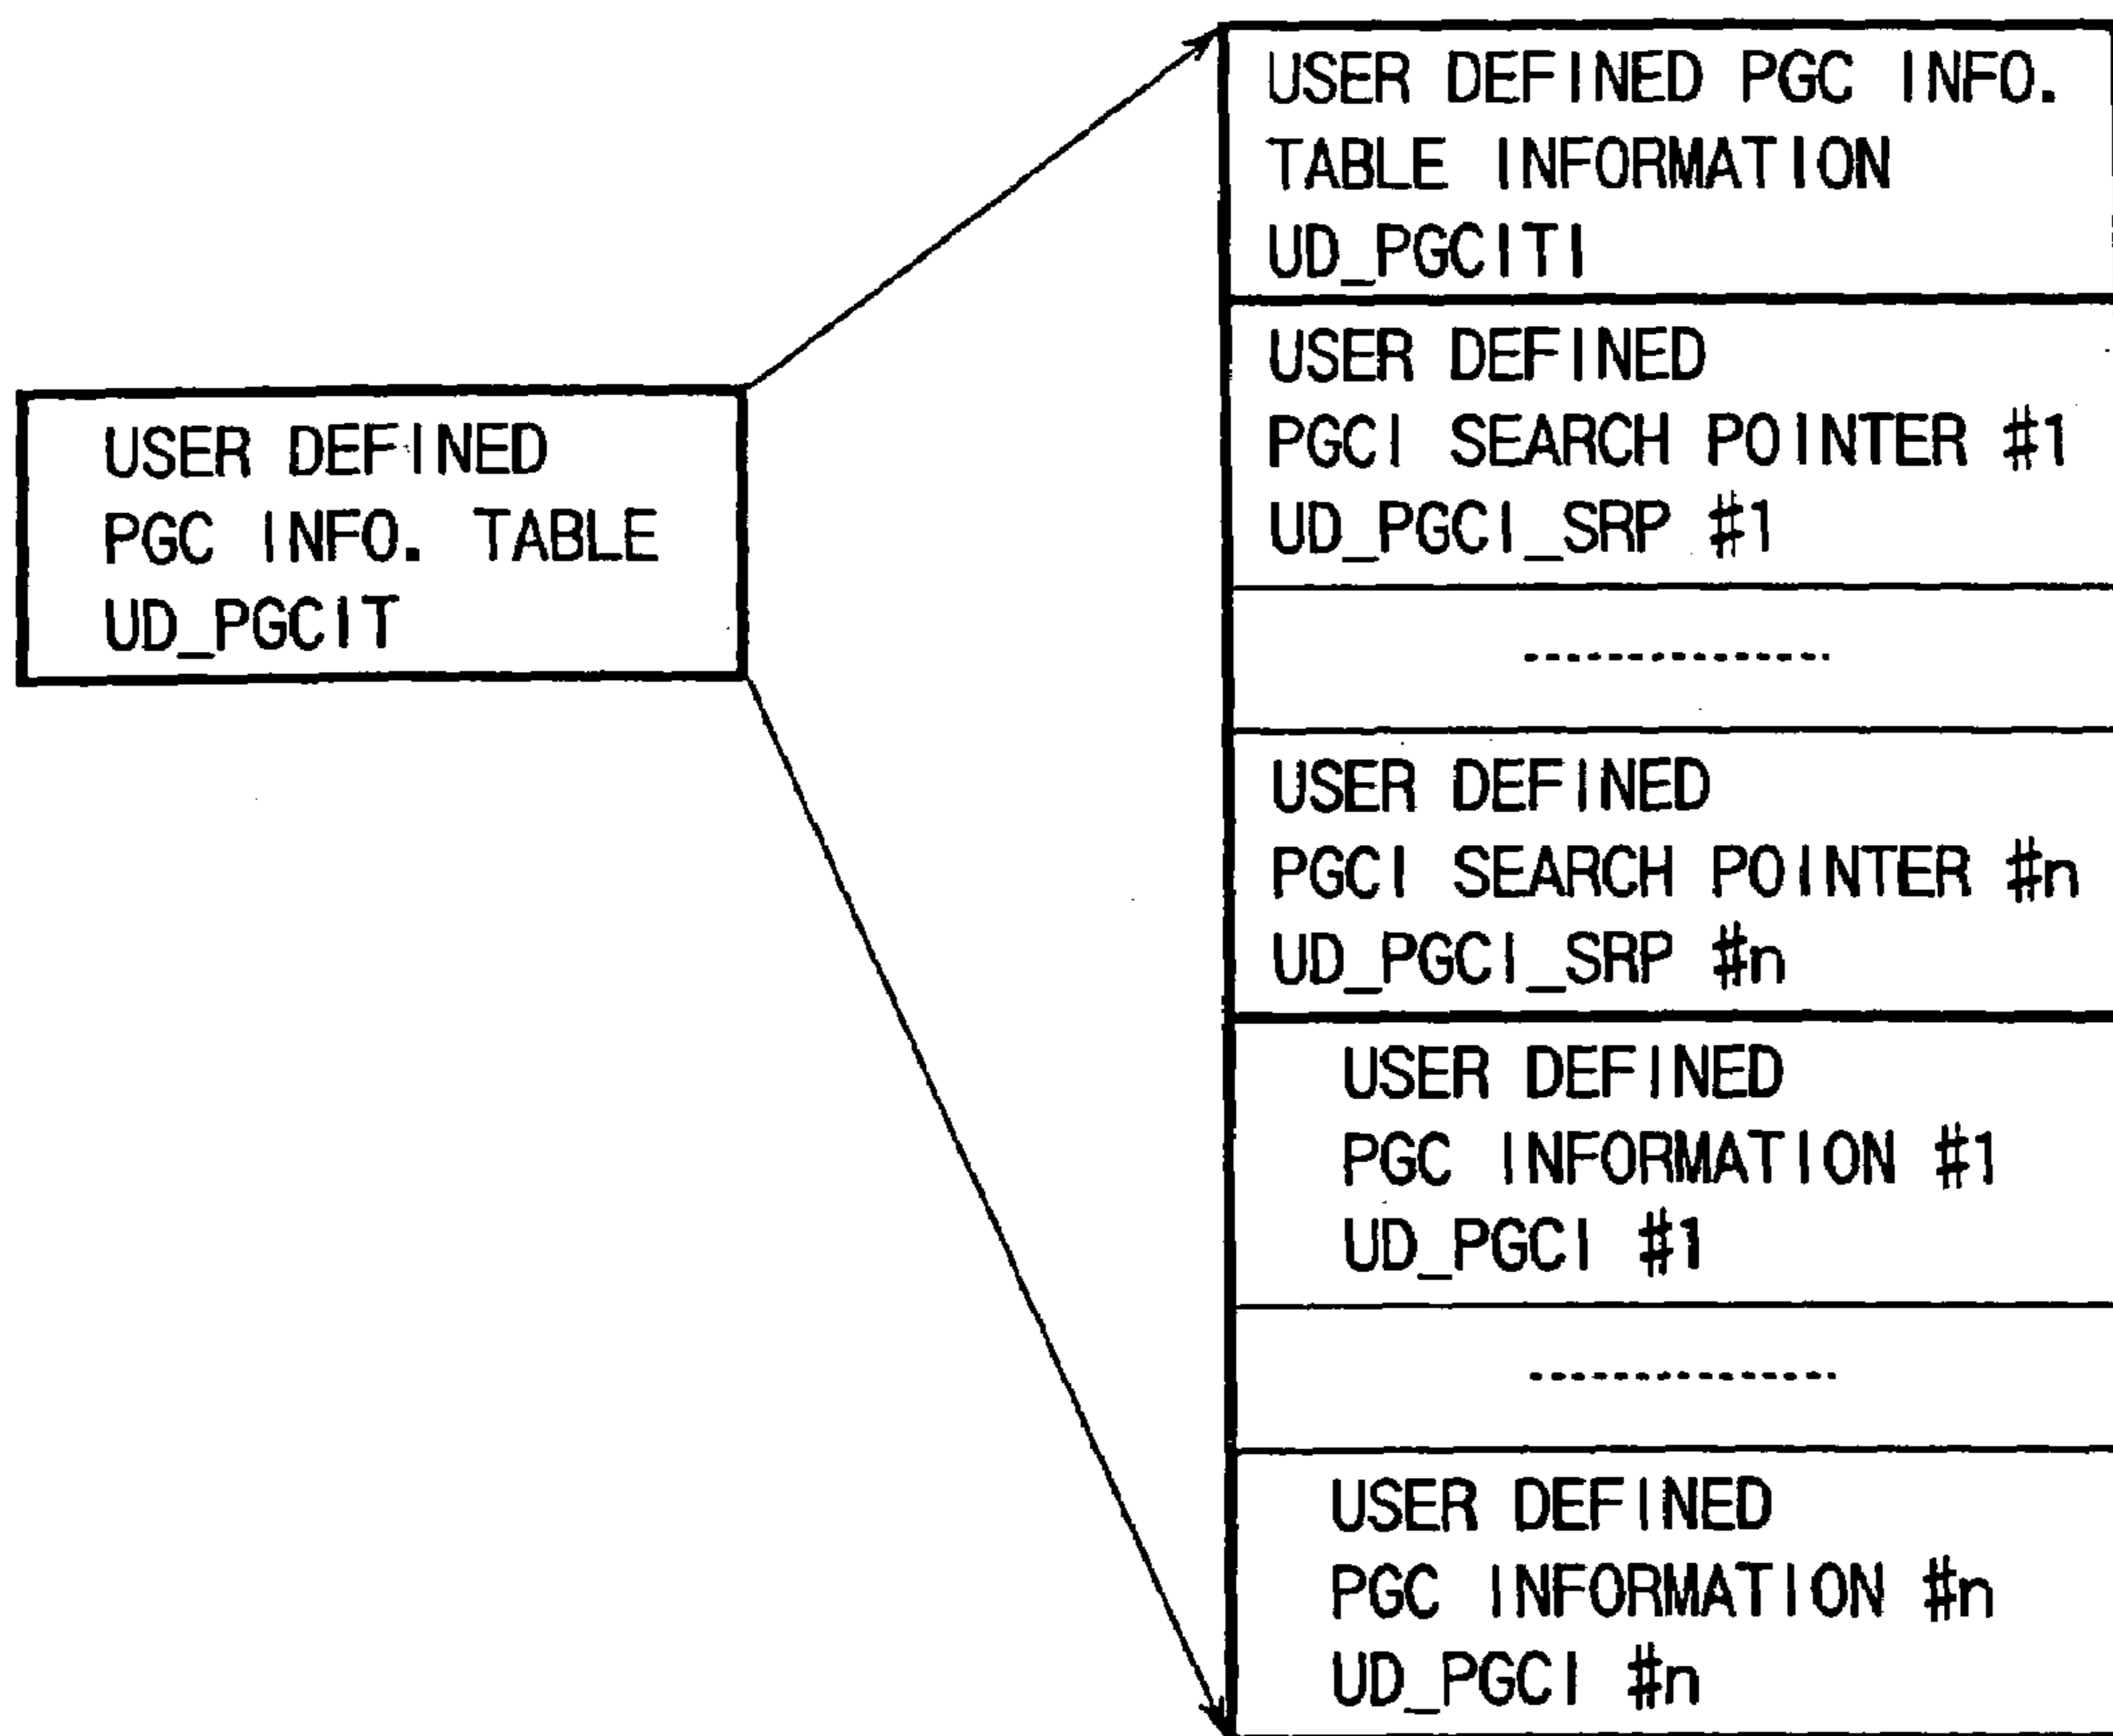 USER DEFINED
PGC INFO. TABLE
UD_PGCIT
USER DEFINED PGC INFO.
TABLE INFORMATION
UD_PGCITI
USER DEFINED
PGCI SEARCH POINTER #1
UD_PGCI_SRP #1
---------------
USER DEFINED
PGCI SEARCH POINTER #n
UD_PGCI_SRP #n
USER DEFINED
PGC INFORMATION #1
UD_PGCI #1
---------------
USER DEFINED
PGC INFORMATION #n
UD_PGCI #n